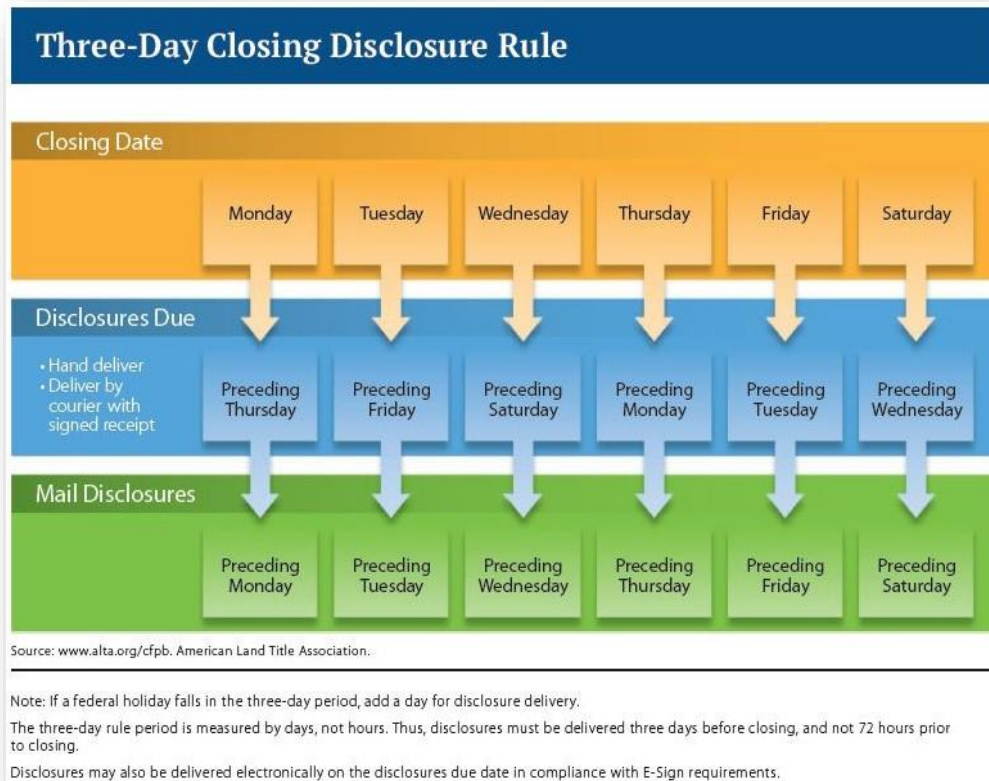 Three-Day Closing Disclosure Rule
Closing Date
Monday
Tuesday
Wednesday
Thursday
Friday
Saturday
Disclosures Due
• Hand deliver
• Deliver by
courier with
signed receipt
Preceding
Thursday
Preceding
Friday
Preceding
Saturday
Preceding
Monday
Preceding
Tuesday
Preceding
Wednesday
Mail Disclosures
Preceding
Monday
Preceding
Tuesday
Preceding
Wednesday
Preceding
Thursday
Preceding
Friday
Preceding
Saturday
Source: www.alta.org/cfpb. American Land Title Association.
Note: If a federal holiday falls in the three-day period, add a day for disclosure delivery.
The three-day rule period is measured by days, not hours. Thus, disclosures must be delivered three days before closing, and not 72 hours prior
to closing.
Disclosures may also be delivered electronically on the disclosures due date in compliance with E-Sign requirements.